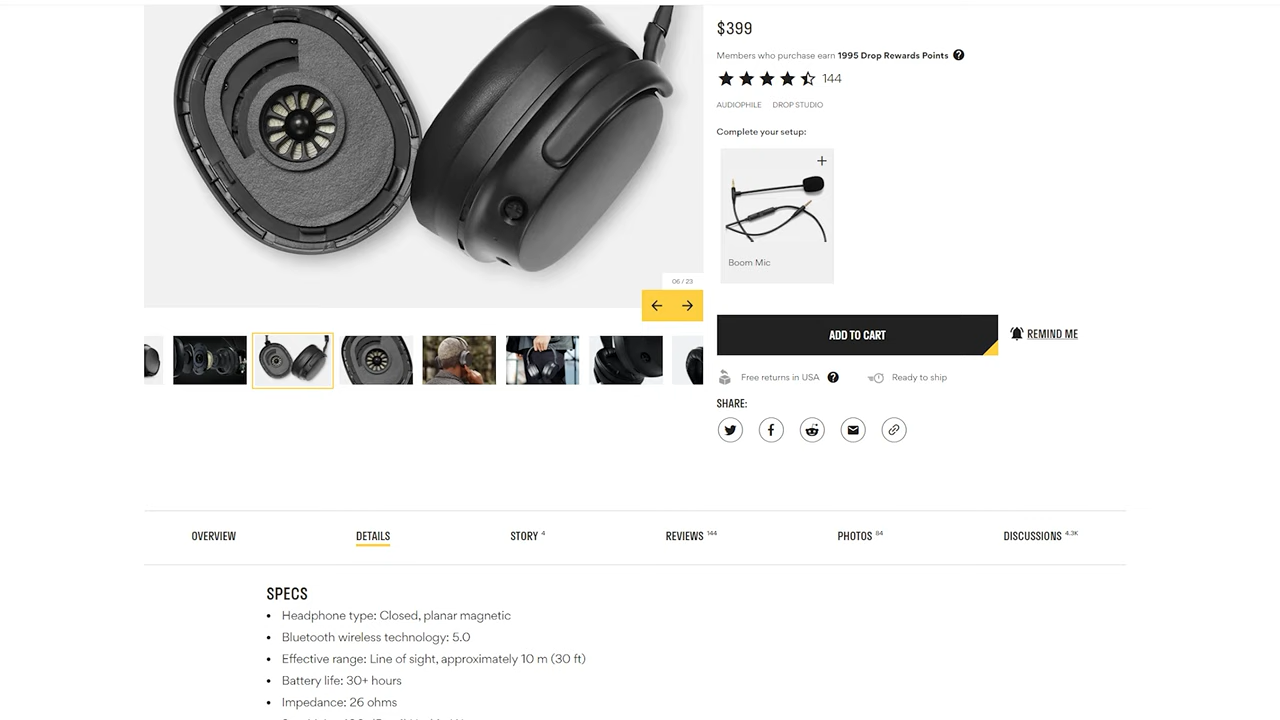 $399
Members who purchase earn 1995 Drop Rewards Points ?
144
AUDIOPHILE DROP STUDIO
Complete your setup:
+
Boom Mic
06 / 23
ADD TO CART
REMIND ME
Free returns in USA ? Ready to ship
SHARE:
OVERVIEW DETAILS STORY 4 REVIEWS 144 PHOTOS 84 DISCUSSIONS 4.3K
SPECS
• Headphone type: Closed, planar magnetic
• Bluetooth wireless technology: 5.0
• Effective range: Line of sight, approximately 10 m (30 ft)
• Battery life: 30+ hours
• Impedance: 26 ohms